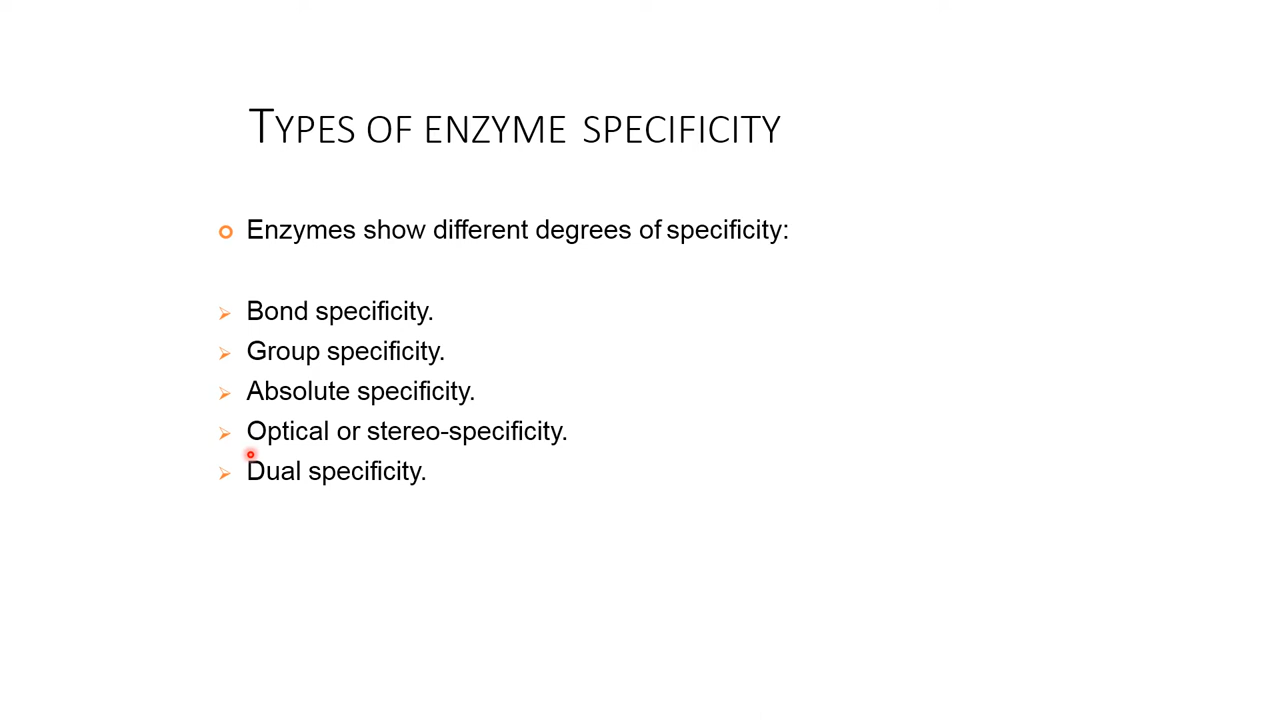 TYPES OF ENZYME SPECIFICITY
Enzymes show different degrees of specificity:
Bond specificity.
Group specificity.
Absolute specificity.
Optical or stereo-specificity.
Dual specificity.